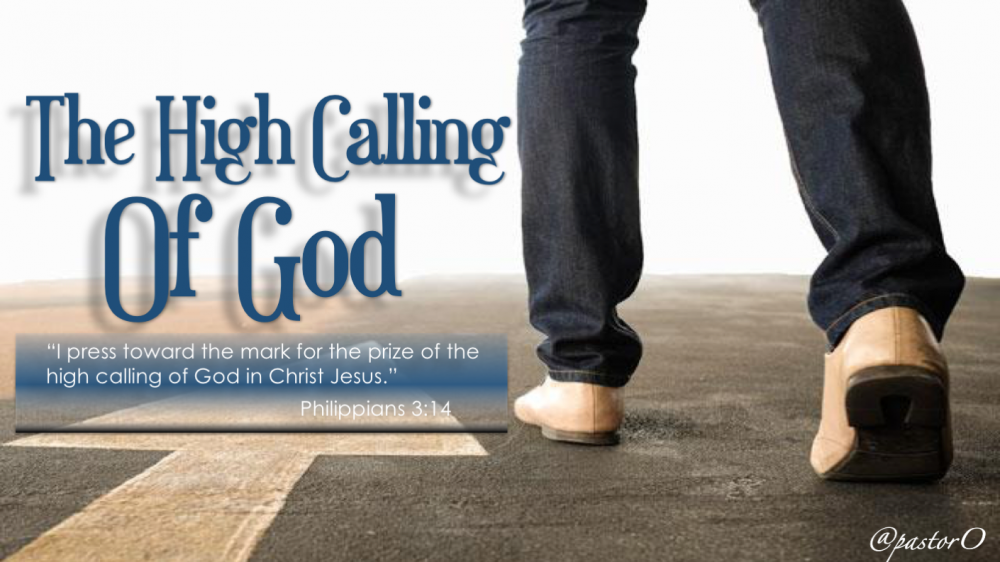 The High Calling
Of God
“I press toward the mark for the prize of the
high calling of God in Christ Jesus.”
Philippians 3:14
@pastorO